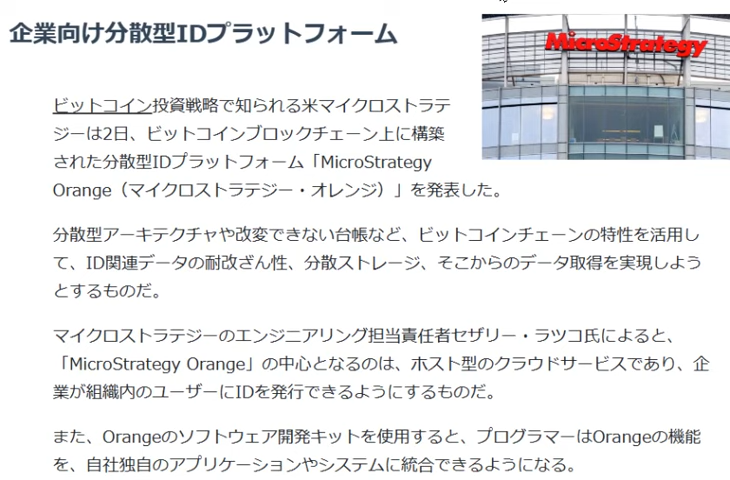 企業向け分散型IDプラットフォーム
MicroStrategy
ビットコイン投資戦略で知られる米マイクロストラテ
ジーは2日、ビットコインブロックチェーン上に構築
された分散型IDプラットフォーム「MicroStrategy
Orange（マイクロストラテジー・オレンジ）」を発表した。
分散型アーキテクチャや改変できない台帳など、ビットコインチェーンの特性を活用し
て、ID関連データの耐改ざん性、分散ストレージ、そこからのデータ取得を実現しよう
とするものだ。
マイクロストラテジーのエンジニアリング担当責任者セザリー・ラツコ氏によると、
「MicroStrategy Orange」の中心となるのは、ホスト型のクラウドサービスであり、企
業が組織内のユーザーにIDを発行できるようにするものだ。
また、Orangeのソフトウェア開発キットを使用すると、プログラマーはOrangeの機能
を、自社独自のアプリケーションやシステムに統合できるようになる。